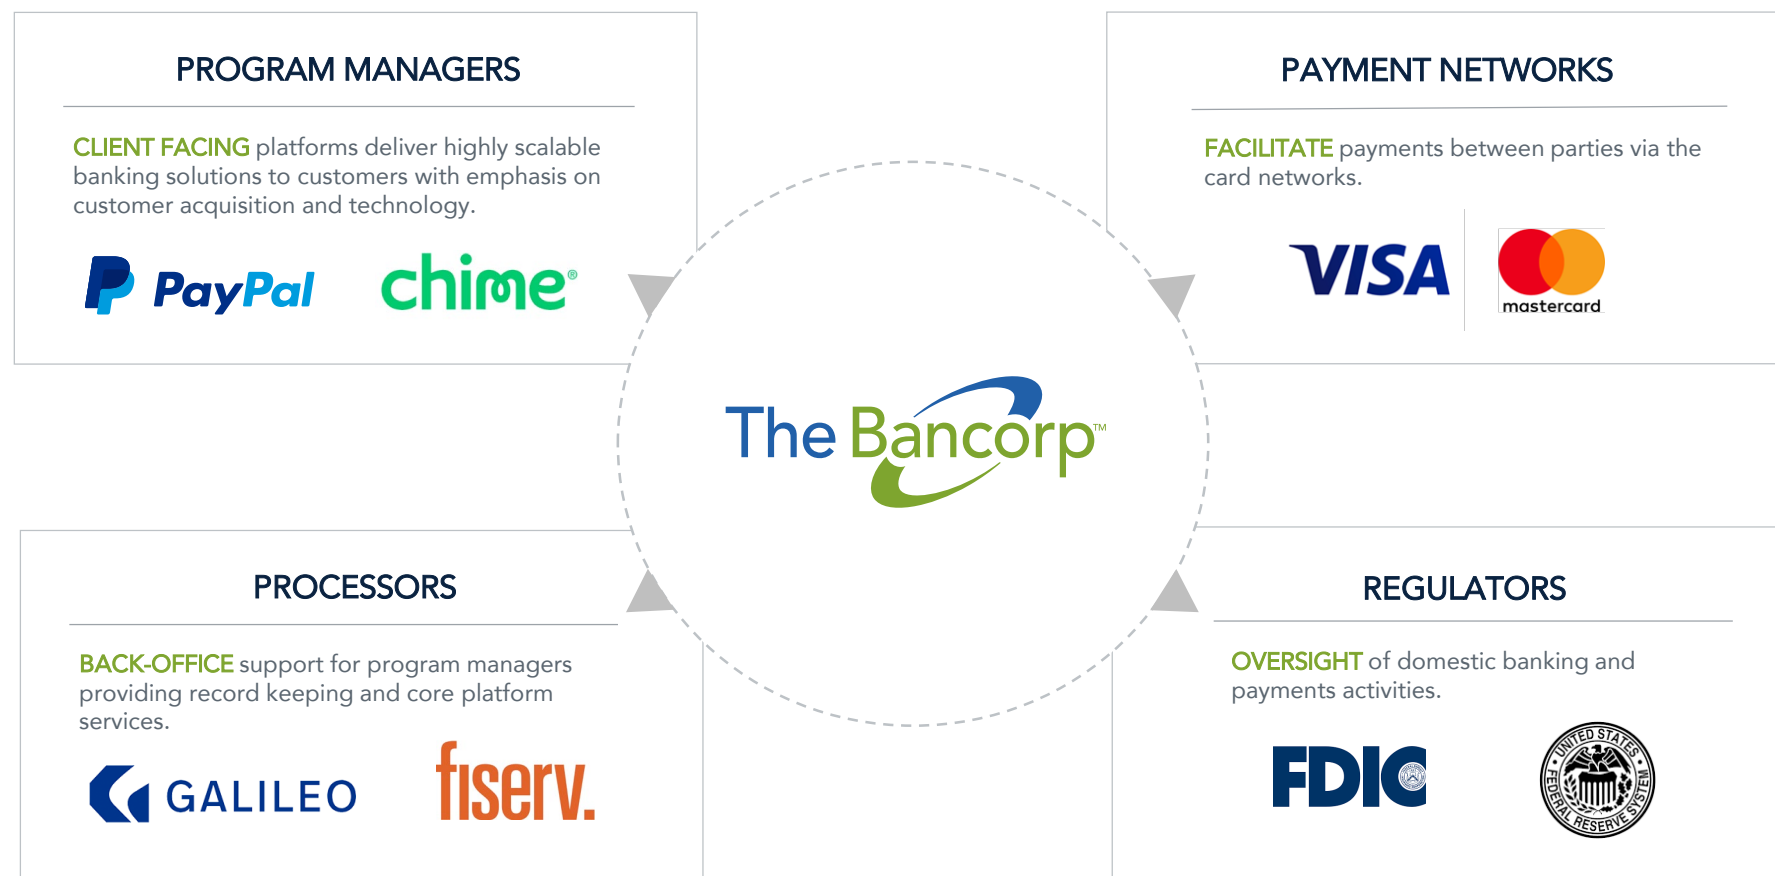 PROGRAM MANAGERS
CLIENT FACING platforms deliver highly scalable
banking solutions to customers with emphasis on
customer acquisition and technology.
PayPal
chime®
PAYMENT NETWORKS
FACILITATE payments between parties via the
card networks.
VISA
mastercard
The Bancorp™
PROCESSORS
BACK-OFFICE support for program managers
providing record keeping and core platform
services.
GALILEO
fiserv.
REGULATORS
OVERSIGHT of domestic banking and
payments activities.
FDIC
UNITED STATES
FEDERAL RESERVE SYSTEM